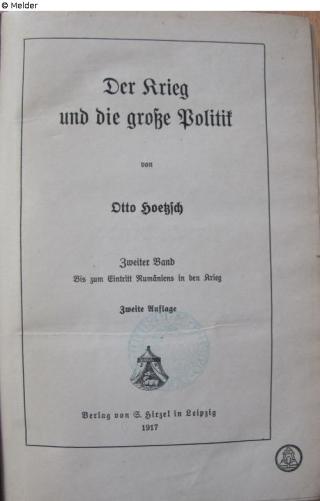 © Melder
Der Krieg
und die große Politik
von
Otto Hoetzsch
Zweiter Band
Bis zum Eintritt Rumäniens in den Krieg
Zweite Auflage
Verlag von S. Hirzel in Leipzig
1917